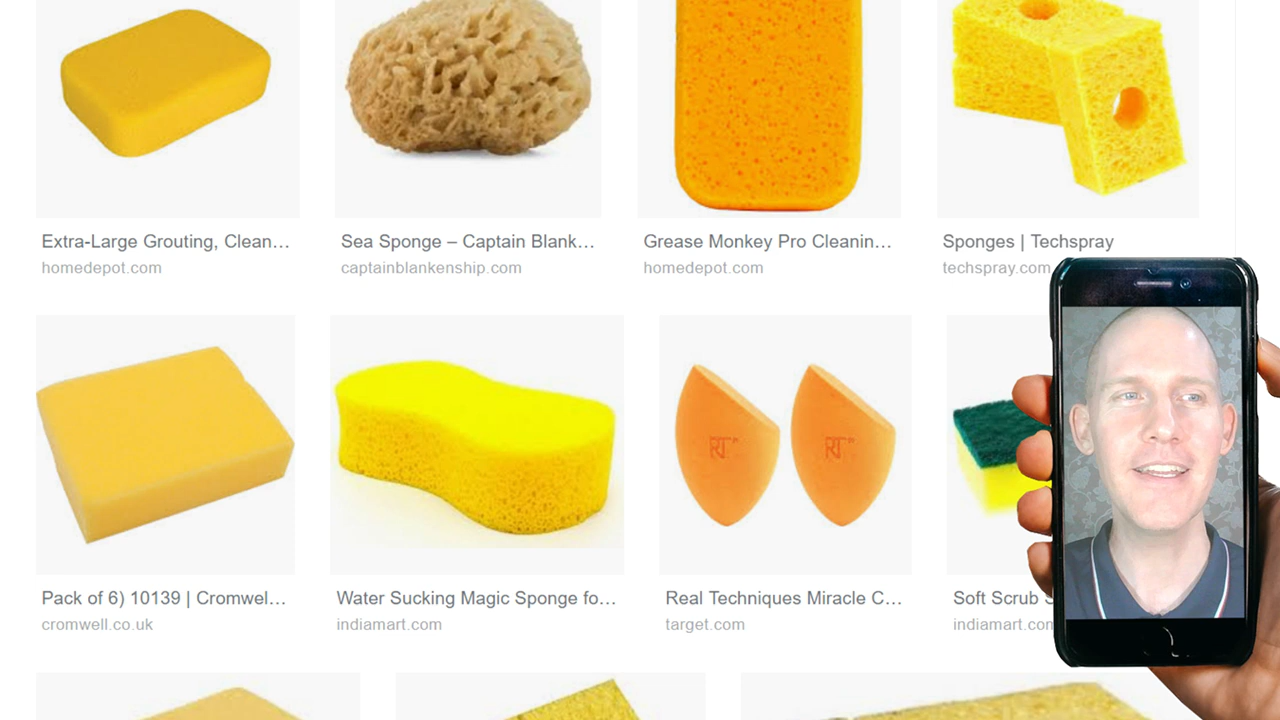 Extra-Large Grouting, Clean…
homedepot.com
Sea Sponge – Captain Blank…
captainblankenship.com
Grease Monkey Pro Cleanin…
homedepot.com
Sponges | Techspray
techspray.com
RT
RT
Pack of 6) 10139 | Cromwel…
cromwell.co.uk
Water Sucking Magic Sponge fo…
indiamart.com
Real Techniques Miracle C…
target.com
Soft Scrub S
indiamart.com